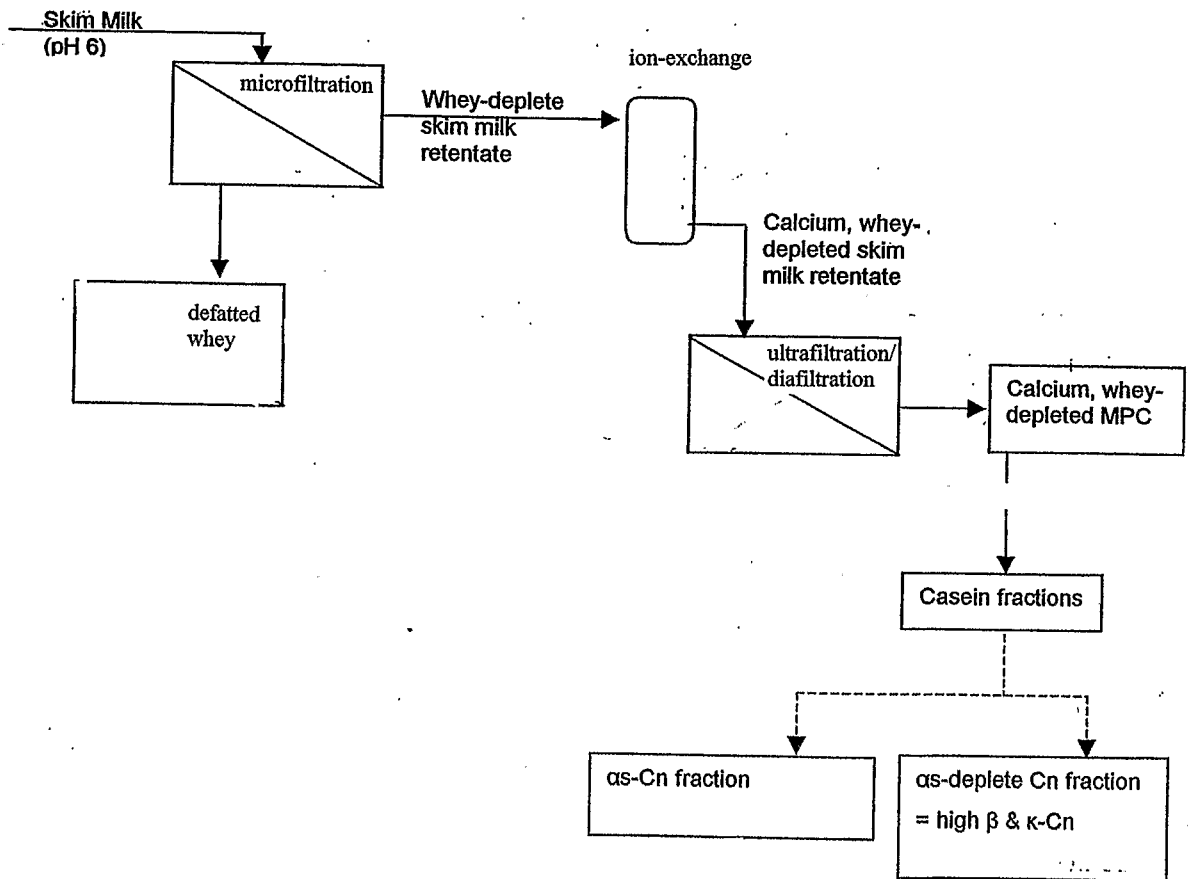 Skim Milk
(pH 6)
microfiltration
Whey-deplete
skim milk
retentate
ion-exchange
Calcium, whey-
depleted skim
milk retentate
defatted
whey
ultrafiltration/
diafiltration
Calcium, whey-
depleted MPC
Casein fractions
αs-Cn fraction
αs-deplete Cn fraction
= high β & κ-Cn